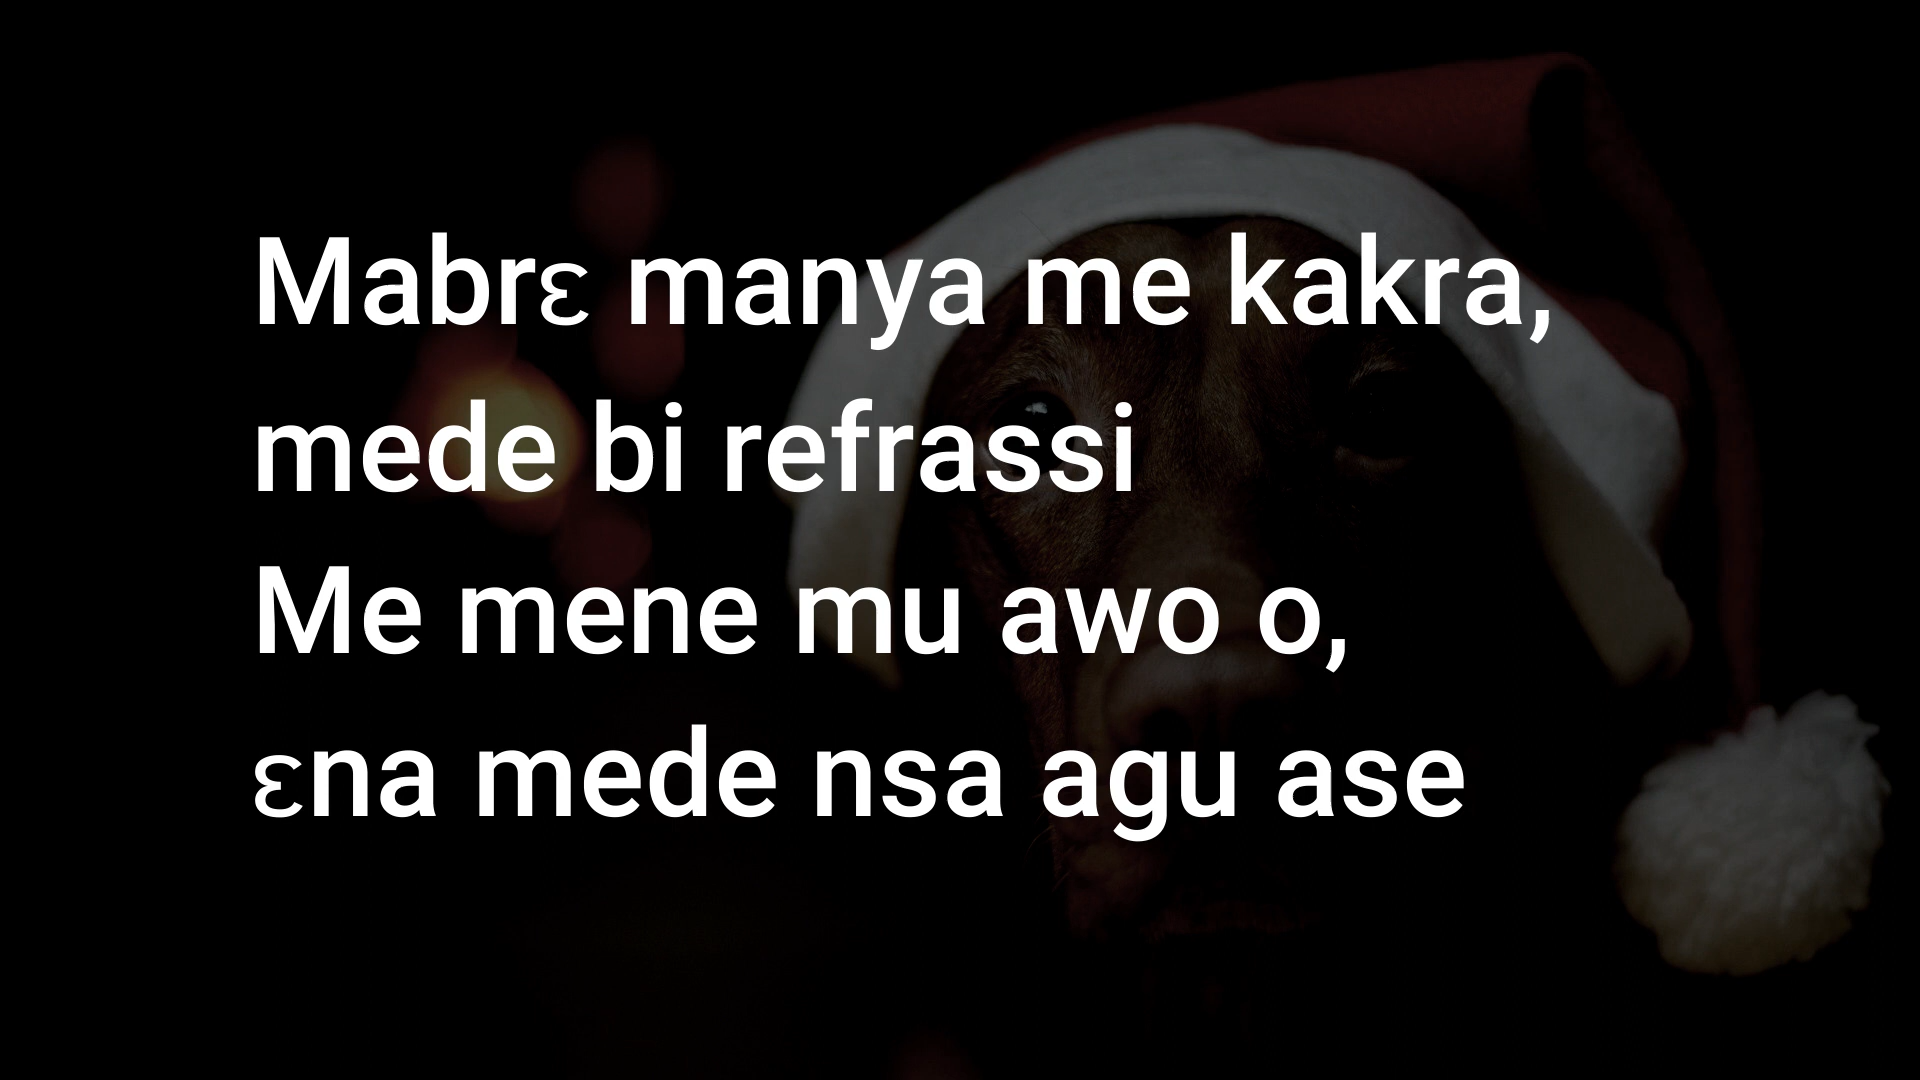 Mabrɛ manya me kakra,
mede bi refrassi
Me mene mu awo o,
ɛna mede nsa agu ase